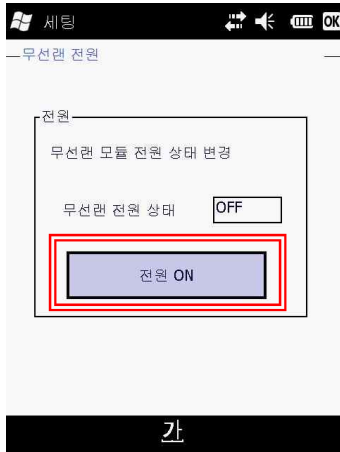 세팅
OK
무선랜 전원
전원
무선랜 모듈 전원 상태 변경
무선랜 전원 상태
OFF
전원 ON
가